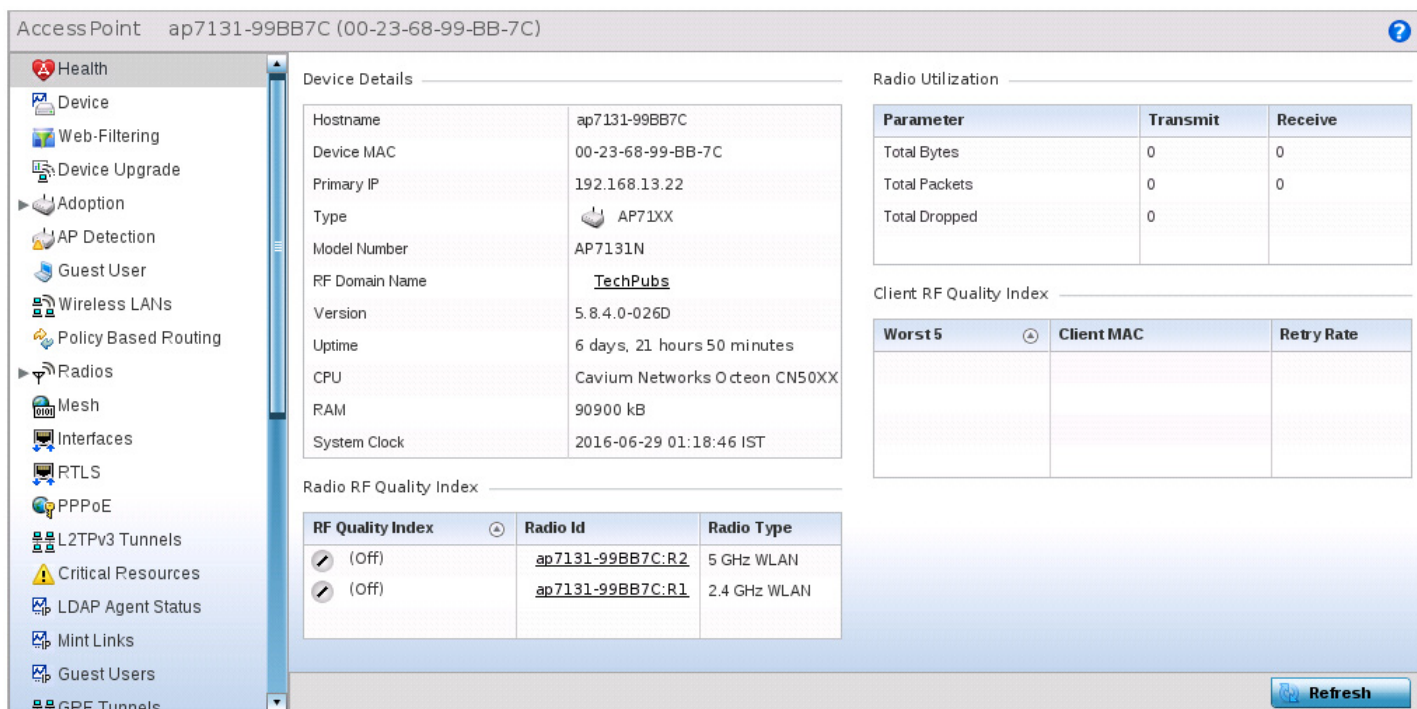 AccessPoint ap7131-99BB7C (00-23-68-99-BB-7C)
Health
Device
Web-Filtering
Device Upgrade
Adoption
AP Detection
Guest User
Wireless LANs
Policy Based Routing
Radios
Mesh
Interfaces
RTLS
PPPoE
L2TPv3 Tunnels
Critical Resources
LDAP Agent Status
Mint Links
Guest Users
GRE Tunnels
Device Details
Hostname ap7131-99BB7C
Device MAC 00-23-68-99-BB-7C
Primary IP 192.168.13.22
Type AP71XX
Model Number AP7131N
RF Domain Name TechPubs
Version 5.8.4.0-026D
Uptime 6 days, 21 hours 50 minutes
CPU Cavium Networks Octeon CN50XX
RAM 90900 kB
System Clock 2016-06-29 01:18:46 IST
Radio RF Quality Index
RF Quality Index Radio Id Radio Type
(Off) ap7131-99BB7C:R2 5 GHz WLAN
(Off) ap7131-99BB7C:R1 2.4 GHz WLAN
Radio Utilization
Parameter Transmit Receive
Total Bytes 0 0
Total Packets 0 0
Total Dropped 0
Client RF Quality Index
Worst 5 Client MAC Retry Rate
Refresh